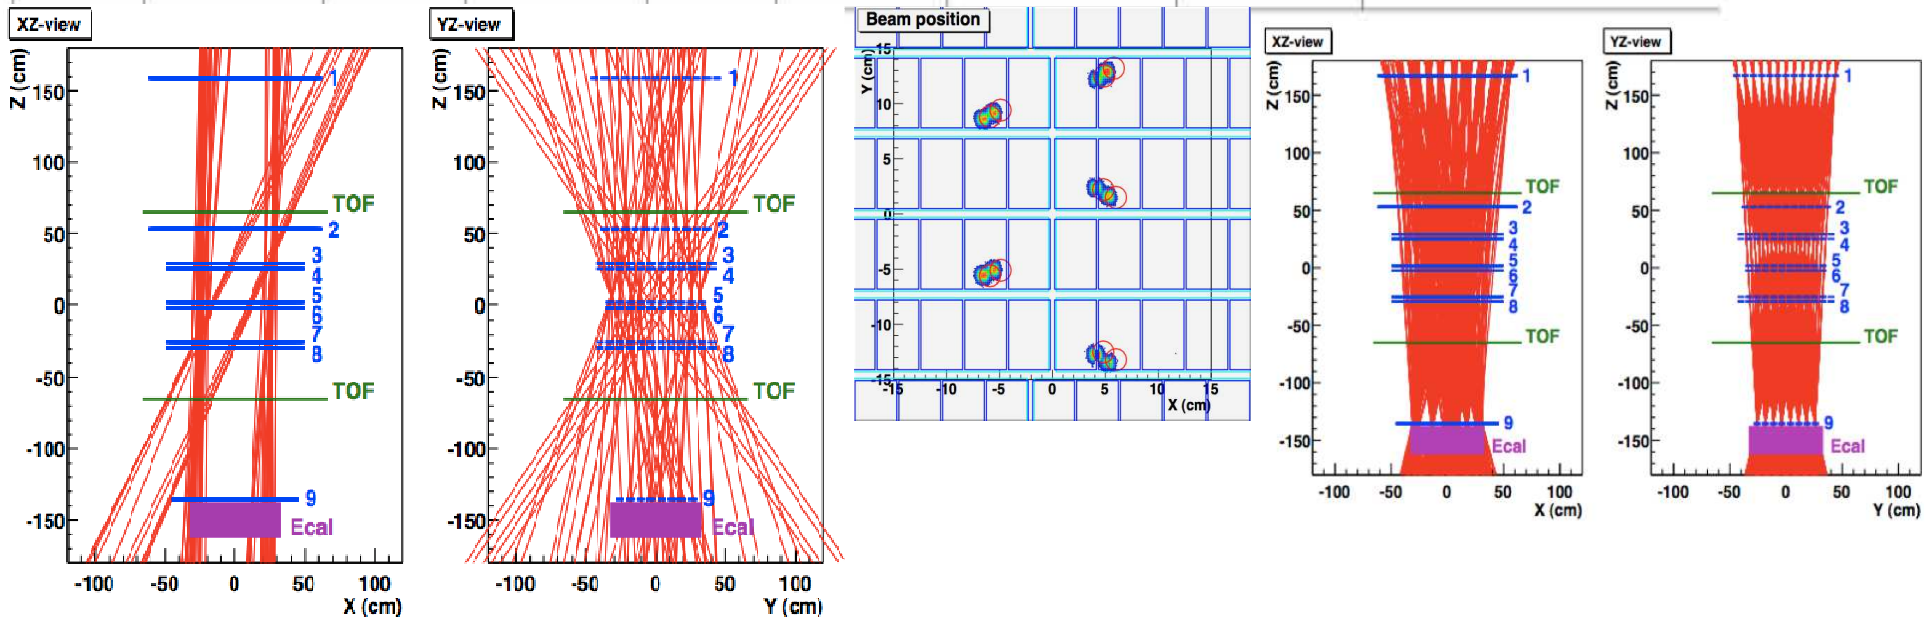 XZ-view
Z (cm)
150
100
50
0
-50
-100
-150
1
TOF
2
3
4
5
6
7
8
TOF
9
Ecal
-100 -50 0 50 100
X (cm)
YZ-view
Z (cm)
150
100
50
0
-50
-100
-150
1
TOF
2
3
4
5
6
7
8
TOF
9
Ecal
-100 -50 0 50 100
Y (cm)
Beam position
Y (cm)
15
10
5
0
-5
-10
-15
-15 -10 -5 0 5 10 15
X (cm)
XZ-view
Z (cm)
150
100
50
0
-50
-100
-150
1
TOF
2
3
4
5
6
7
8
TOF
9
Ecal
-100 -50 0 50 100
X (cm)
YZ-view
Z (cm)
150
100
50
0
-50
-100
-150
1
TOF
2
3
4
5
6
7
8
TOF
9
Ecal
-100 -50 0 50 100
Y (cm)